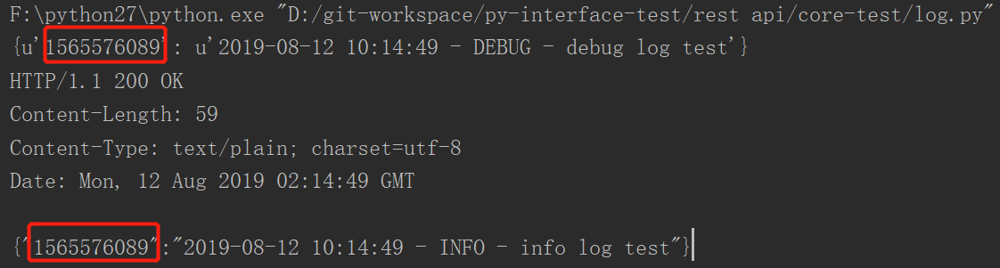 F:\python27\python.exe "D:/git-workspace/py-interface-test/rest api/core-test/log.py"
{u'1565576089': u'2019-08-12 10:14:49 - DEBUG - debug log test'}
HTTP/1.1 200 OK
Content-Length: 59
Content-Type: text/plain; charset=utf-8
Date: Mon, 12 Aug 2019 02:14:49 GMT
{"1565576089":"2019-08-12 10:14:49 - INFO - info log test"}